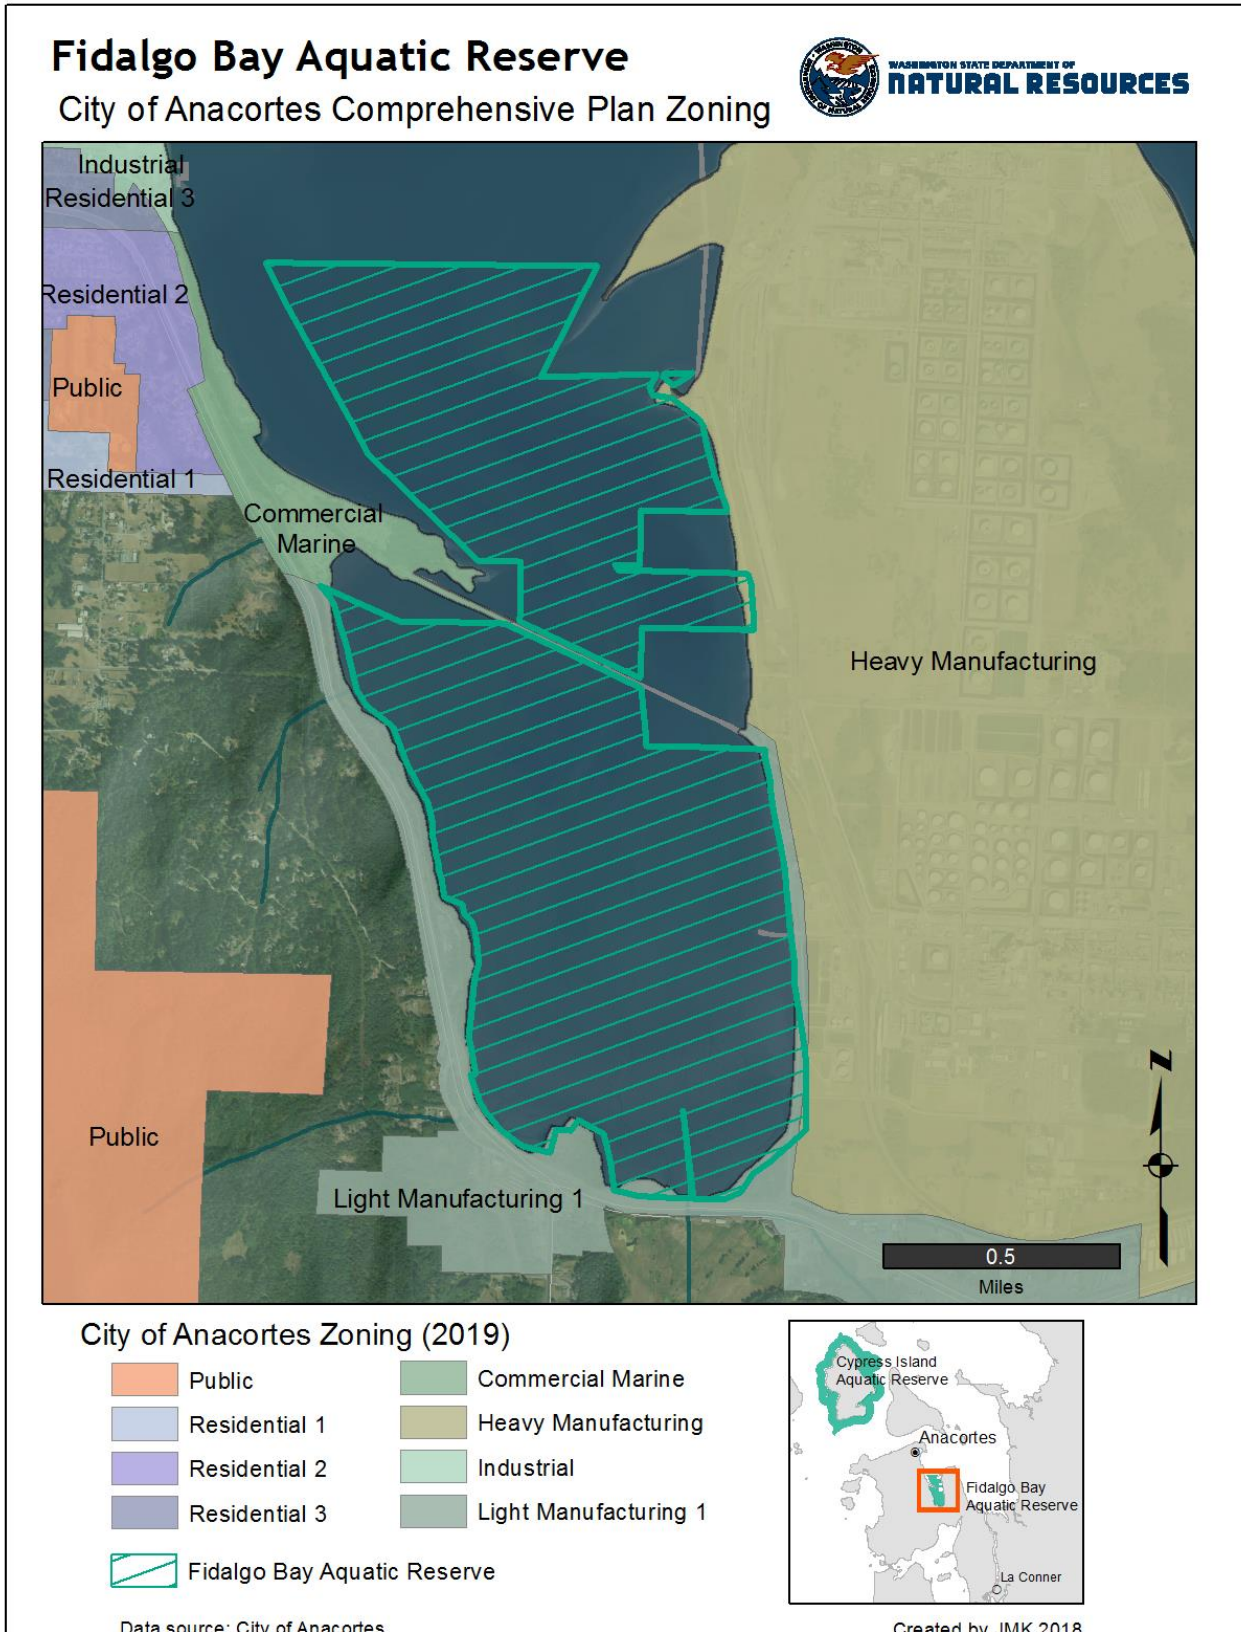 Fidalgo Bay Aquatic Reserve
City of Anacortes Comprehensive Plan Zoning
WASHINGTON STATE DEPARTMENT OF
NATURAL RESOURCES
Industrial
Residential 3
Residential 2
Public
Residential 1
Commercial
Marine
Heavy Manufacturing
Public
Light Manufacturing 1
N
0.5
Miles
City of Anacortes Zoning (2019)
Public
Residential 1
Residential 2
Residential 3
Commercial Marine
Heavy Manufacturing
Industrial
Light Manufacturing 1
Fidalgo Bay Aquatic Reserve
Cypress Island
Aquatic Reserve
Anacortes
Fidalgo Bay
Aquatic Reserve
La Conner
Data source: City of Anacortes
Created by JMK 2018